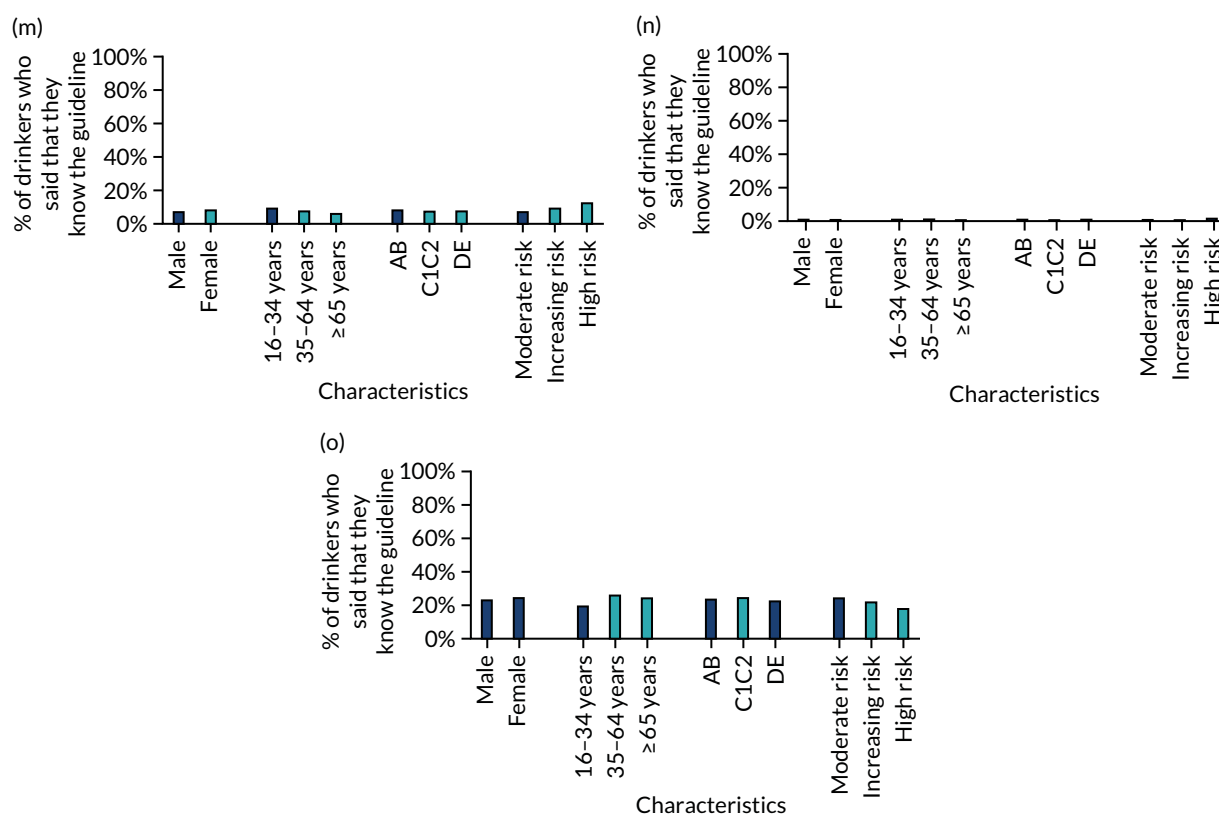 (m)
% of drinkers who
said that they
know the guideline
100%
80%
60%
40%
20%
0%
Male
Female
16–34 years
35–64 years
≥65 years
AB
C1C2
DE
Moderate risk
Increasing risk
High risk
Characteristics
(n)
% of drinkers who
said that they
know the guideline
100%
80%
60%
40%
20%
0%
Male
Female
16–34 years
35–64 years
≥65 years
AB
C1C2
DE
Moderate risk
Increasing risk
High risk
Characteristics
(o)
% of drinkers who
said that they
know the guideline
100%
80%
60%
40%
20%
0%
Male
Female
16–34 years
35–64 years
≥65 years
AB
C1C2
DE
Moderate risk
Increasing risk
High risk
Characteristics